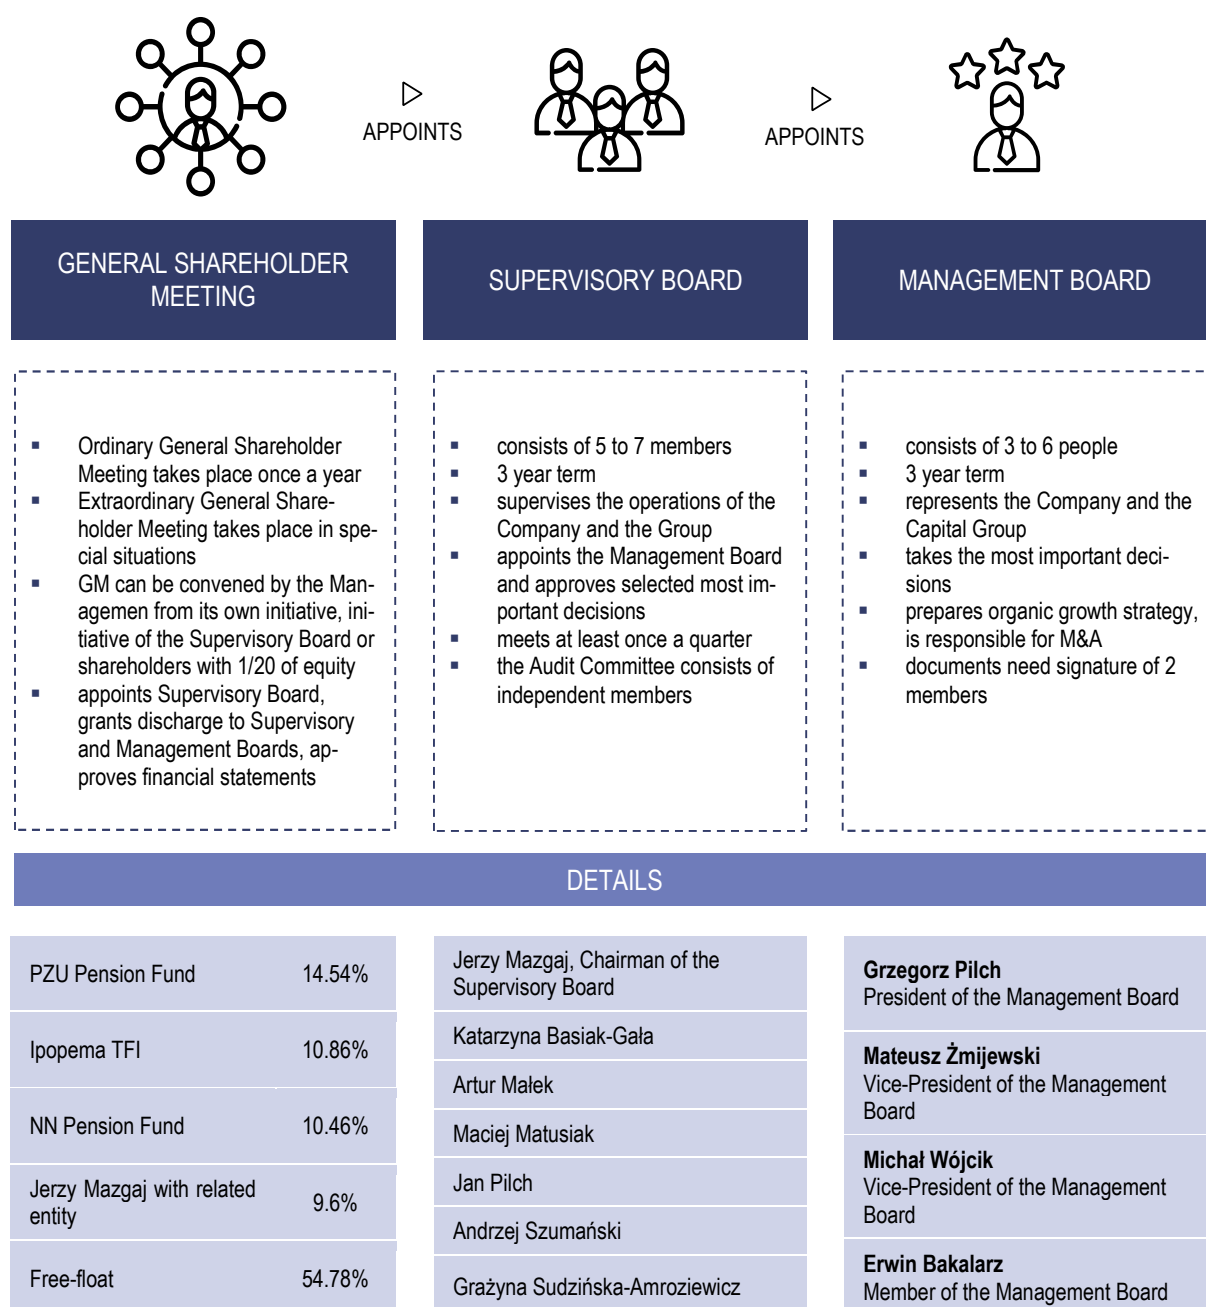 APPOINTS
APPOINTS
GENERAL SHAREHOLDER
MEETING
SUPERVISORY BOARD
MANAGEMENT BOARD
▪ Ordinary General Shareholder
Meeting takes place once a year
▪ Extraordinary General Share-
holder Meeting takes place in spe-
cial situations
▪ GM can be convened by the Man-
agemen from its own initiative, ini-
tiative of the Supervisory Board or
shareholders with 1/20 of equity
▪ appoints Supervisory Board,
grants discharge to Supervisory
and Management Boards, ap-
proves financial statements
▪ consists of 5 to 7 members
▪ 3 year term
▪ supervises the operations of the
Company and the Group
▪ appoints the Management Board
and approves selected most im-
portant decisions
▪ meets at least once a quarter
▪ the Audit Committee consists of
independent members
▪ consists of 3 to 6 people
▪ 3 year term
▪ represents the Company and the
Capital Group
▪ takes the most important deci-
sions
▪ prepares organic growth strategy,
is responsible for M&A
▪ documents need signature of 2
members
DETAILS
PZU Pension Fund 14.54%
Ipopema TFI 10.86%
NN Pension Fund 10.46%
Jerzy Mazgaj with related
entity 9.6%
Free-float 54.78%
Jerzy Mazgaj, Chairman of the
Supervisory Board
Katarzyna Basiak-Gała
Artur Małek
Maciej Matusiak
Jan Pilch
Andrzej Szumański
Grażyna Sudzińska-Amroziewicz
Grzegorz Pilch
President of the Management Board
Mateusz Żmijewski
Vice-President of the Management
Board
Michał Wójcik
Vice-President of the Management
Board
Erwin Bakalarz
Member of the Management Board